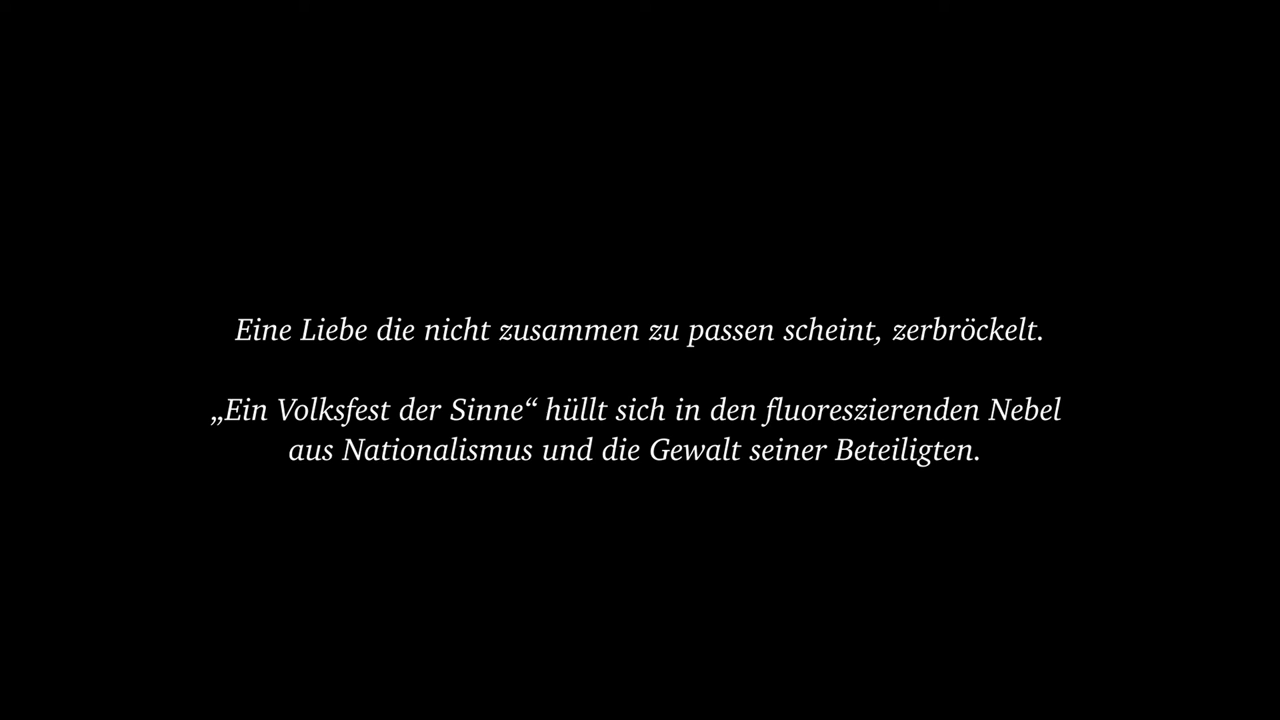 Eine Liebe die nicht zusammen zu passen scheint, zerbröckelt.
„Ein Volksfest der Sinne“ hüllt sich in den fluoreszierenden Nebel
aus Nationalismus und die Gewalt seiner Beteiligten.